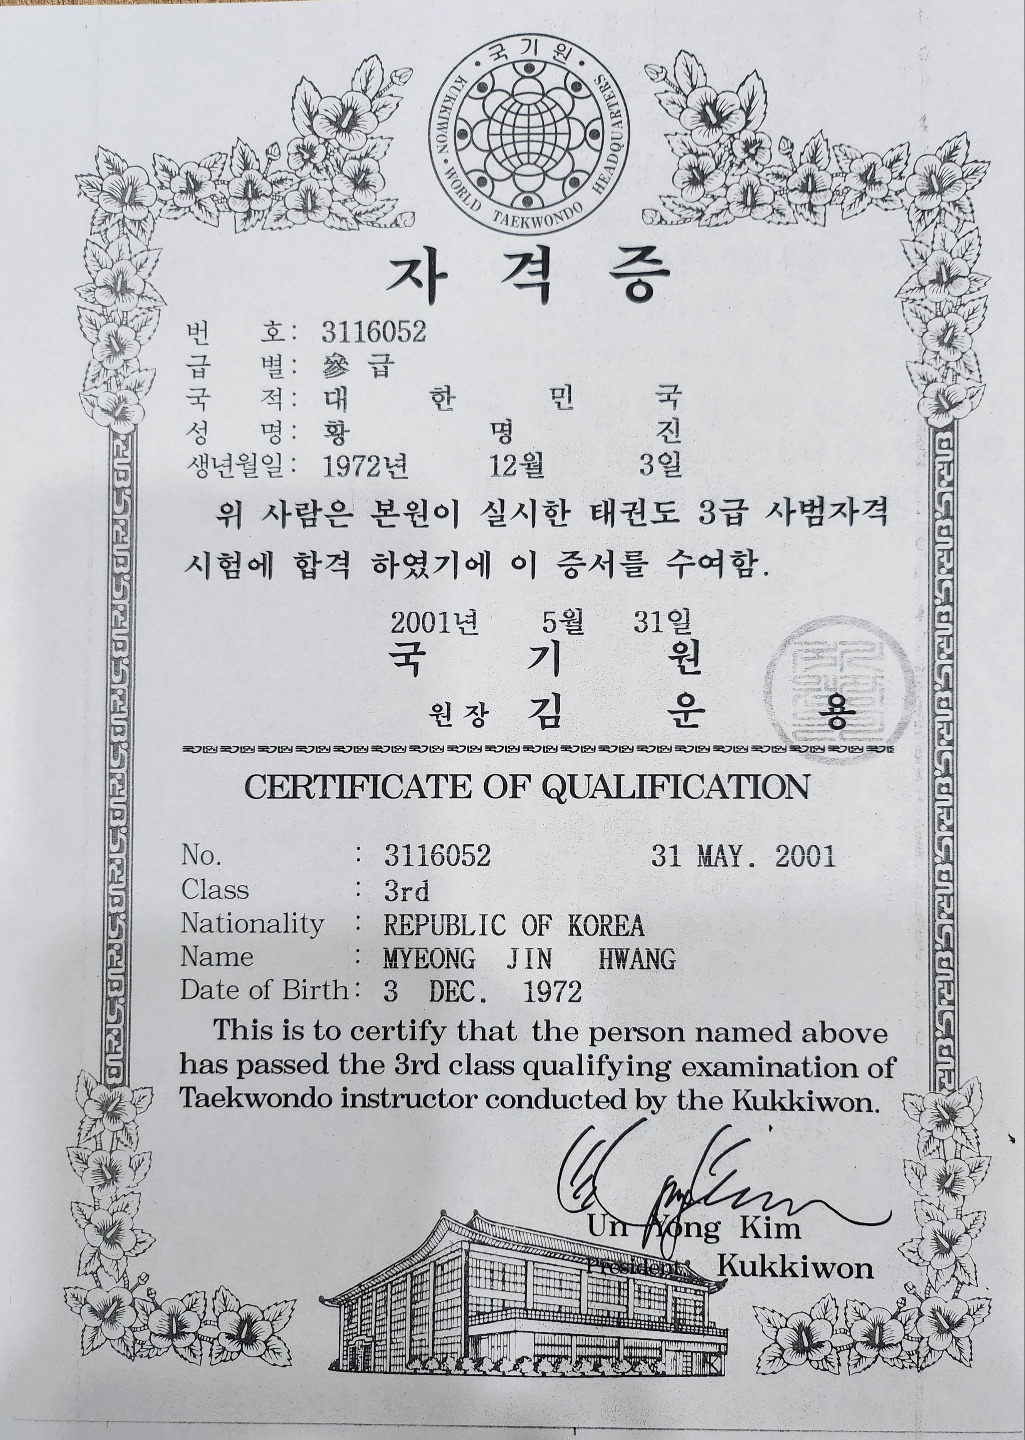 국기원
KUKKIWON · WORLD TAEKWONDO HEADQUARTERS
자 격 증
번 호: 3116052
급 별: 參 급
국 적: 대 한 민 국
성 명: 황 명 진
생년월일: 1972년 12월 3일
위 사람은 본원이 실시한 태권도 3급 사범자격
시험에 합격 하였기에 이 증서를 수여함.
2001년 5월 31일
국 기 원
원장 김 운 용
CERTIFICATE OF QUALIFICATION
No. : 3116052 31 MAY. 2001
Class : 3rd
Nationality : REPUBLIC OF KOREA
Name : MYEONG JIN HWANG
Date of Birth: 3 DEC. 1972
This is to certify that the person named above
has passed the 3rd class qualifying examination of
Taekwondo instructor conducted by the Kukkiwon.
Un Yong Kim
President, Kukkiwon